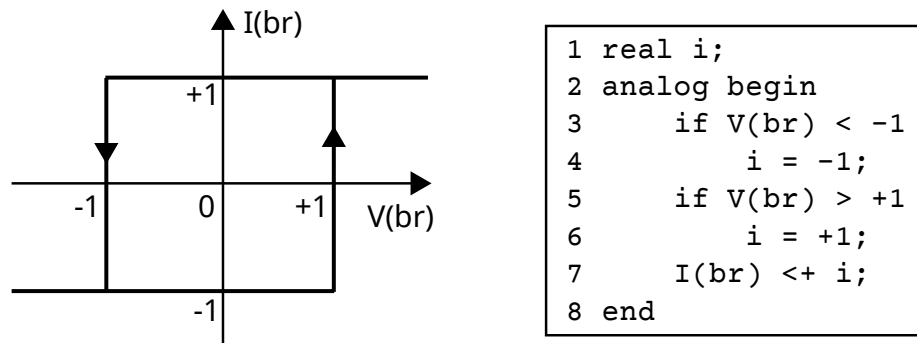 I(br)
+1
-1
0
+1
V(br)
-1
1 real i;
2 analog begin
3 if V(br) < -1
4 i = -1;
5 if V(br) > +1
6 i = +1;
7 I(br) <+ i;
8 end